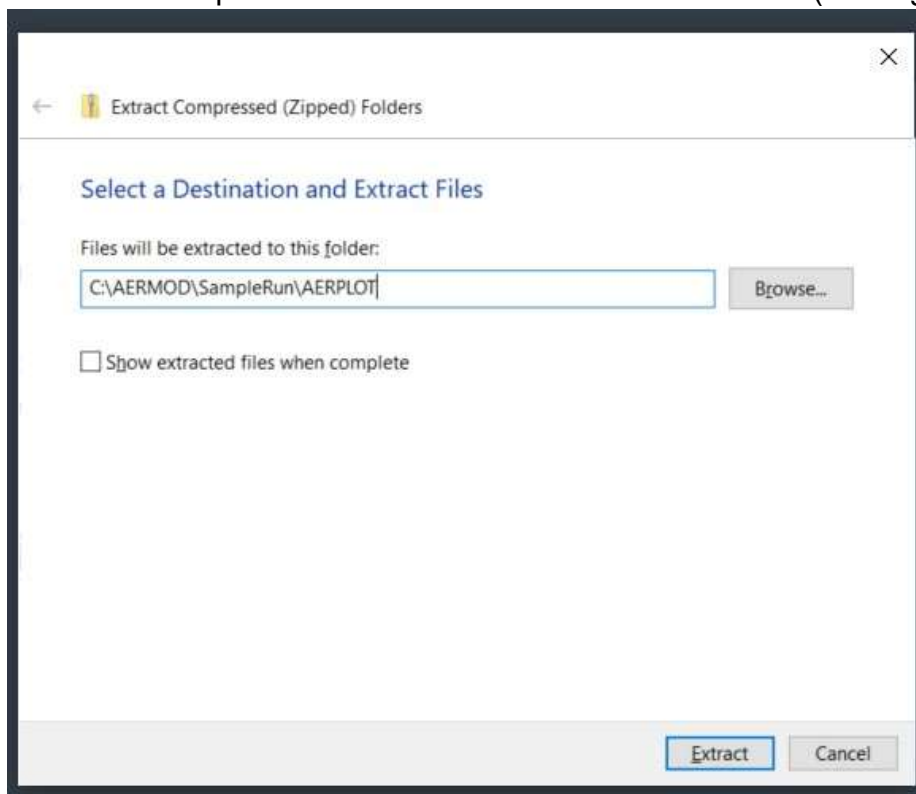 Extract Compressed (Zipped) Folders
Select a Destination and Extract Files
Files will be extracted to this folder:
C:\AERMOD\SampleRun\AERPLOT
Browse...
Show extracted files when complete
Extract Cancel